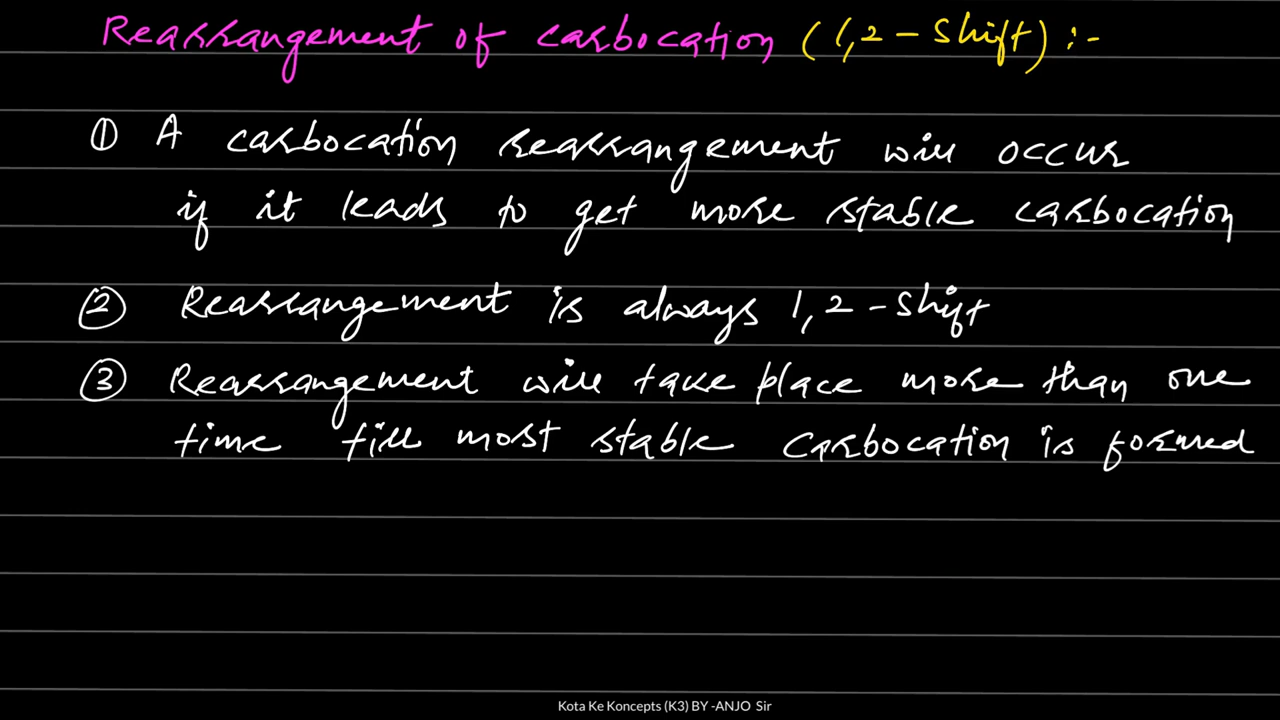 Rearrangement of carbocation (1,2-Shift) :-
① A carbocation rearrangement will occur
if it leads to get more stable carbocation
② Rearrangement is always 1,2-Shift
③ Rearrangement will take place more than one
time till most stable carbocation is formed
Kota Ke Koncepts (K3) BY -ANJO Sir